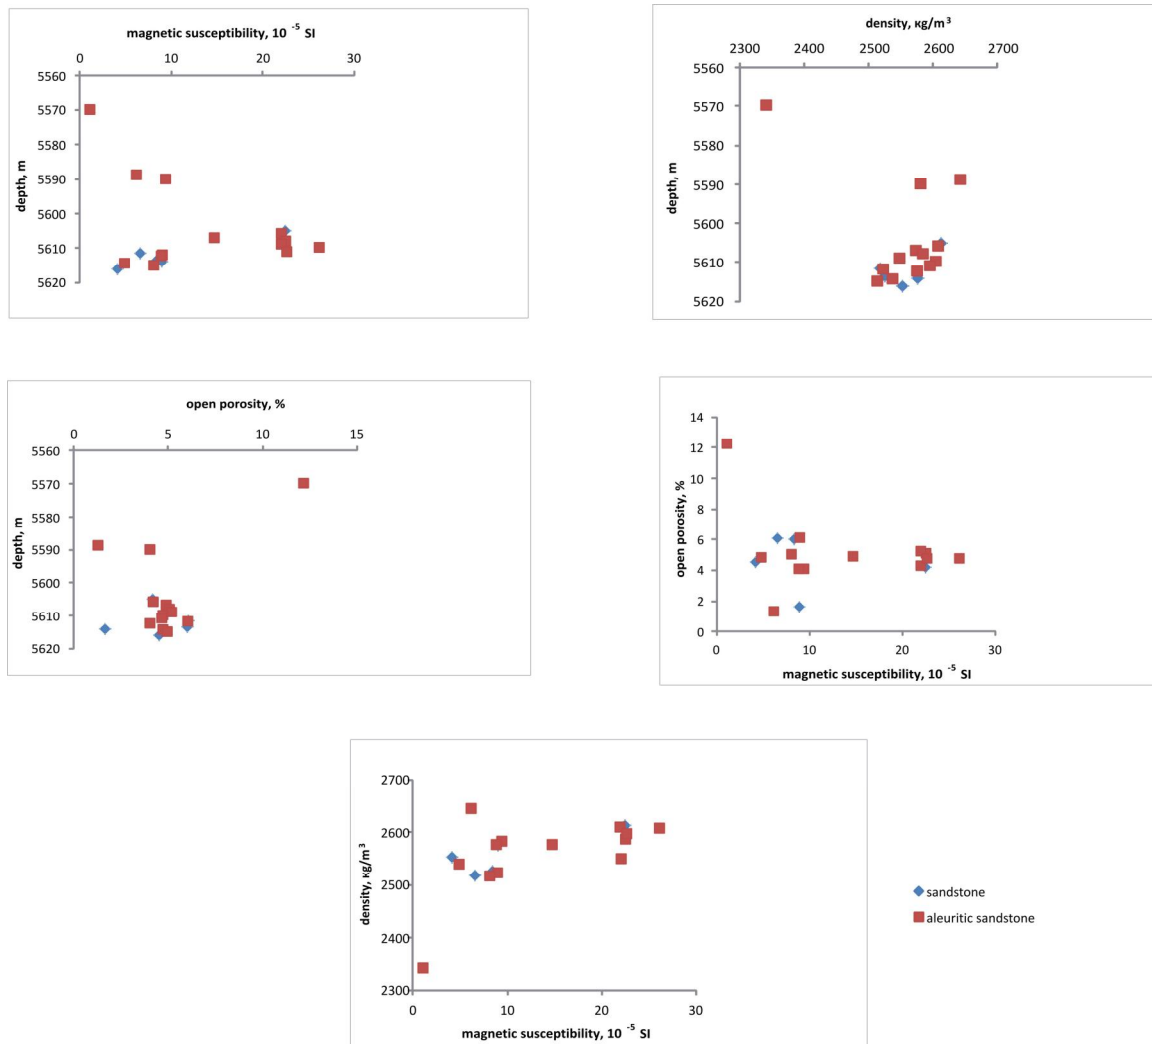 magnetic susceptibility, 10 ⁻⁵ SI
0 10 20 30
5560
5570
5580
5590
5600
5610
5620
depth, m
density, кg/m³
2300 2400 2500 2600 2700
5560
5570
5580
5590
5600
5610
5620
depth, m
open porosity, %
0 5 10 15
5560
5570
5580
5590
5600
5610
5620
depth, m
14
12
10
8
6
4
2
0
open porosity, %
0 10 20 30
magnetic susceptibility, 10 ⁻⁵ SI
2700
2600
2500
2400
2300
density, кg/m³
0 10 20 30
magnetic susceptibility, 10 ⁻⁵ SI
sandstone
aleuritic sandstone